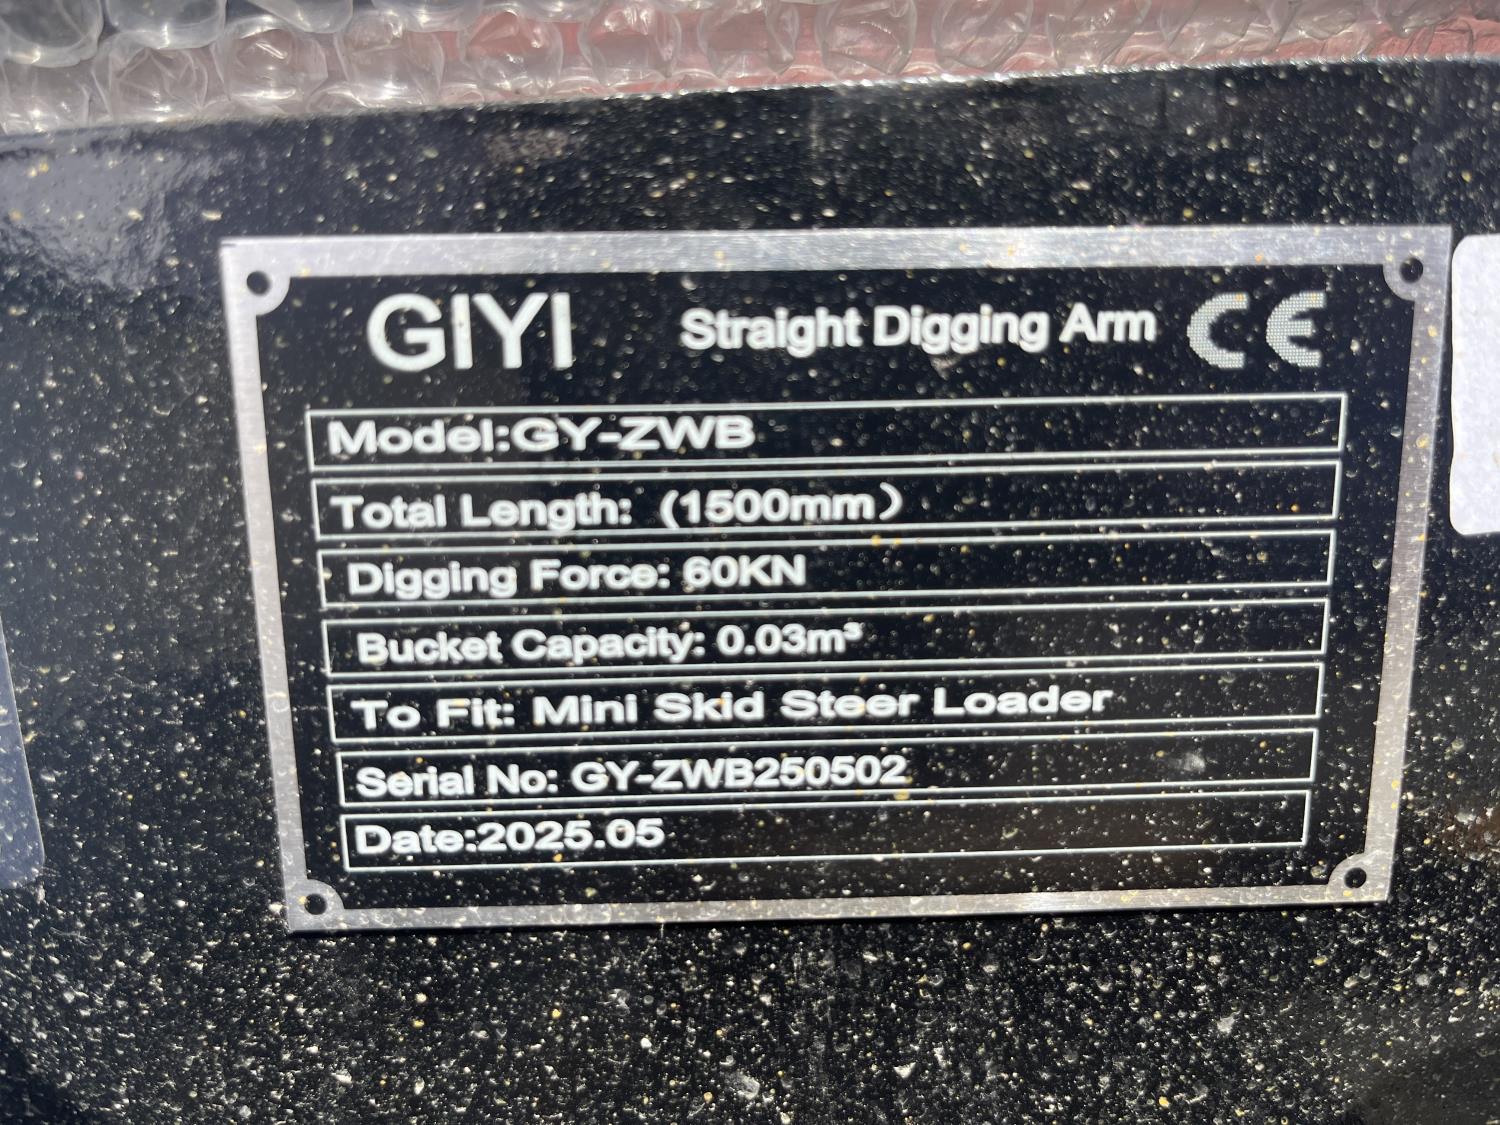 GIYI Straight Digging Arm CE
Model:GY-ZWB
Total Length: (1500mm）
Digging Force: 60KN
Bucket Capacity: 0.03m³
To Fit: Mini Skid Steer Loader
Serial No: GY-ZWB250502
Date:2025.05